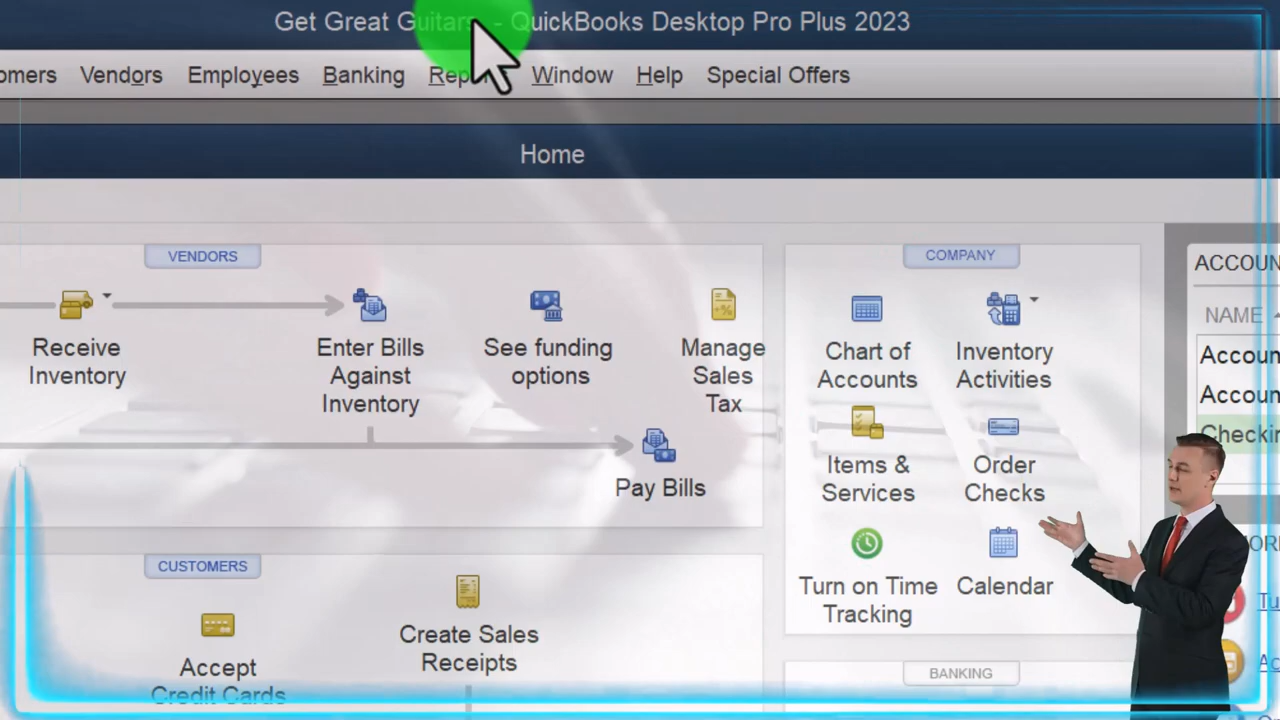 Get Great Guitars - QuickBooks Desktop Pro Plus 2023
omers Vendors Employees Banking Window Help Special Offers
Home
VENDORS
COMPANY
ACCOUN
NAME
Receive
Inventory
Enter Bills
Against
Inventory
See funding
options
Manage
Sales
Tax
Chart of
Accounts
Inventory
Activities
Accoun
Accoun
Checkin
Pay Bills
Items &
Services
Order
Checks
CUSTOMERS
Turn on Time
Tracking
Calendar
Create Sales
Receipts
Accept
Credit Cards
BANKING